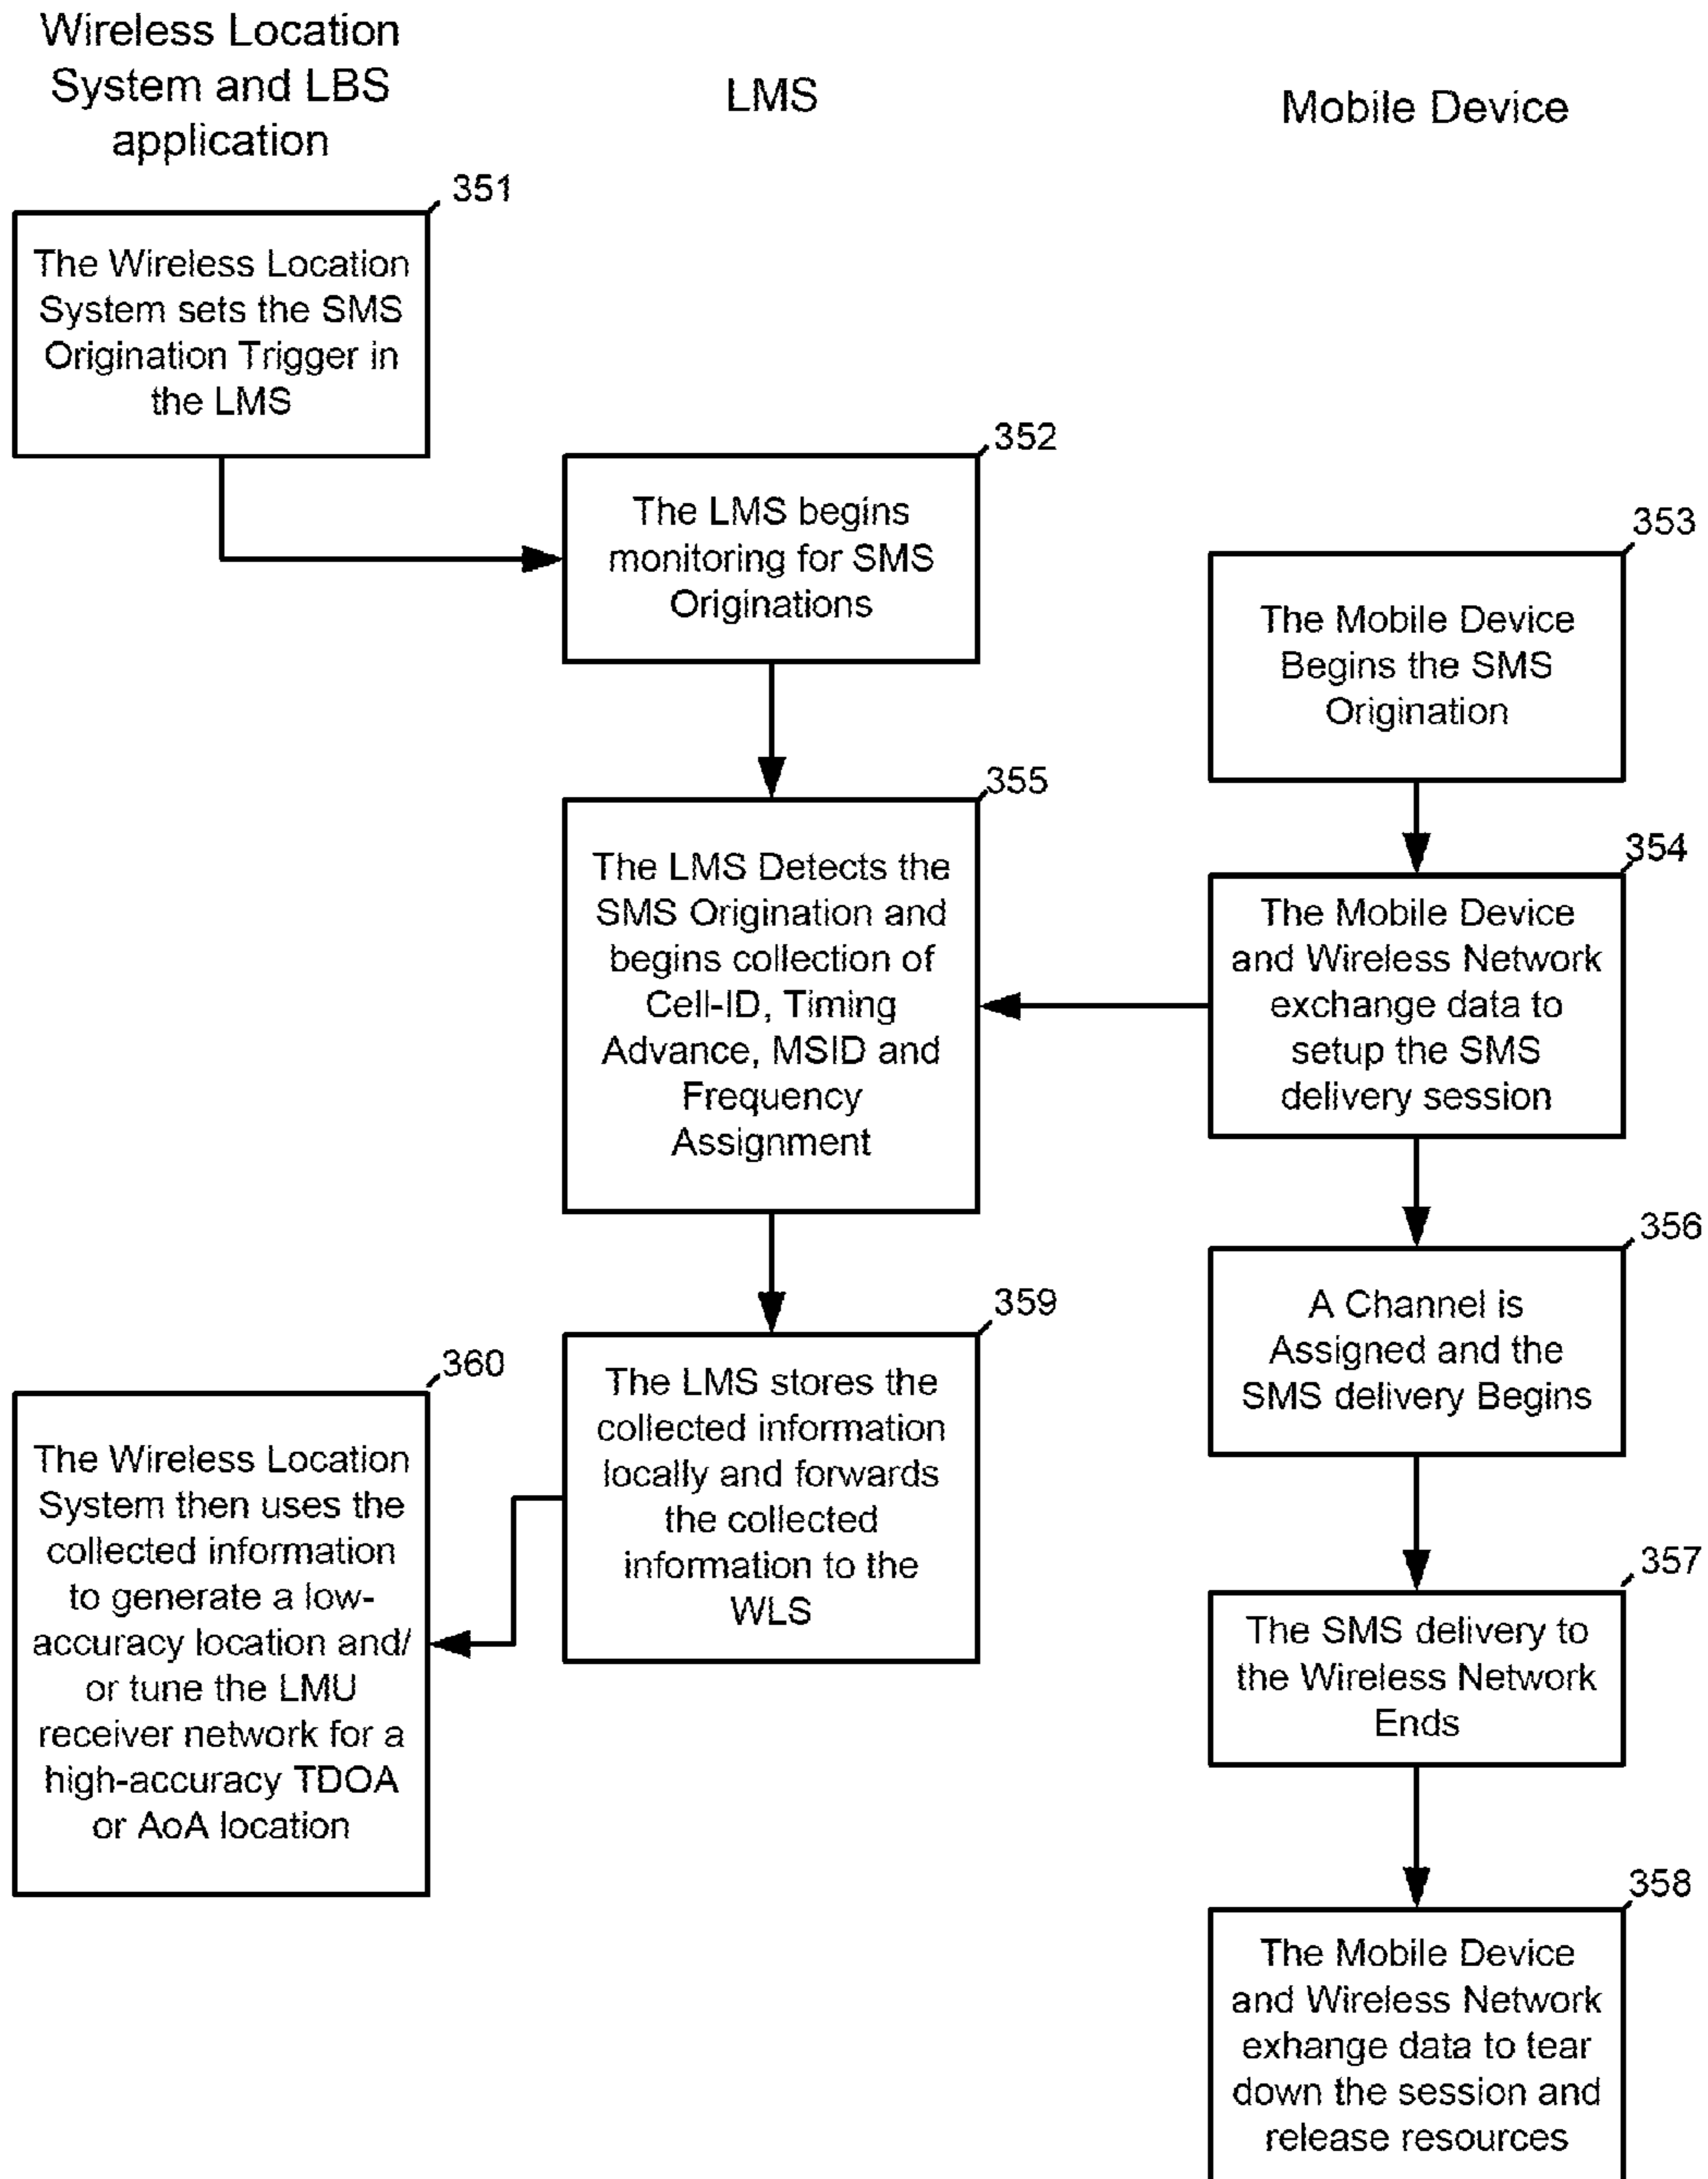 Wireless Location
System and LBS
application
LMS
Mobile Device
351
The Wireless Location
System sets the SMS
Origination Trigger in
the LMS
352
The LMS begins
monitoring for SMS
Originations
353
The Mobile Device
Begins the SMS
Origination
355
The LMS Detects the
SMS Origination and
begins collection of
Cell-ID, Timing
Advance, MSID and
Frequency
Assignment
354
The Mobile Device
and Wireless Network
exchange data to
setup the SMS
delivery session
356
A Channel is
Assigned and the
SMS delivery Begins
359
The LMS stores the
collected information
locally and forwards
the collected
information to the
WLS
360
The Wireless Location
System then uses the
collected information
to generate a low-
accuracy location and/
or tune the LMU
receiver network for a
high-accuracy TDOA
or AoA location
357
The SMS delivery to
the Wireless Network
Ends
358
The Mobile Device
and Wireless Network
exhange data to tear
down the session and
release resources